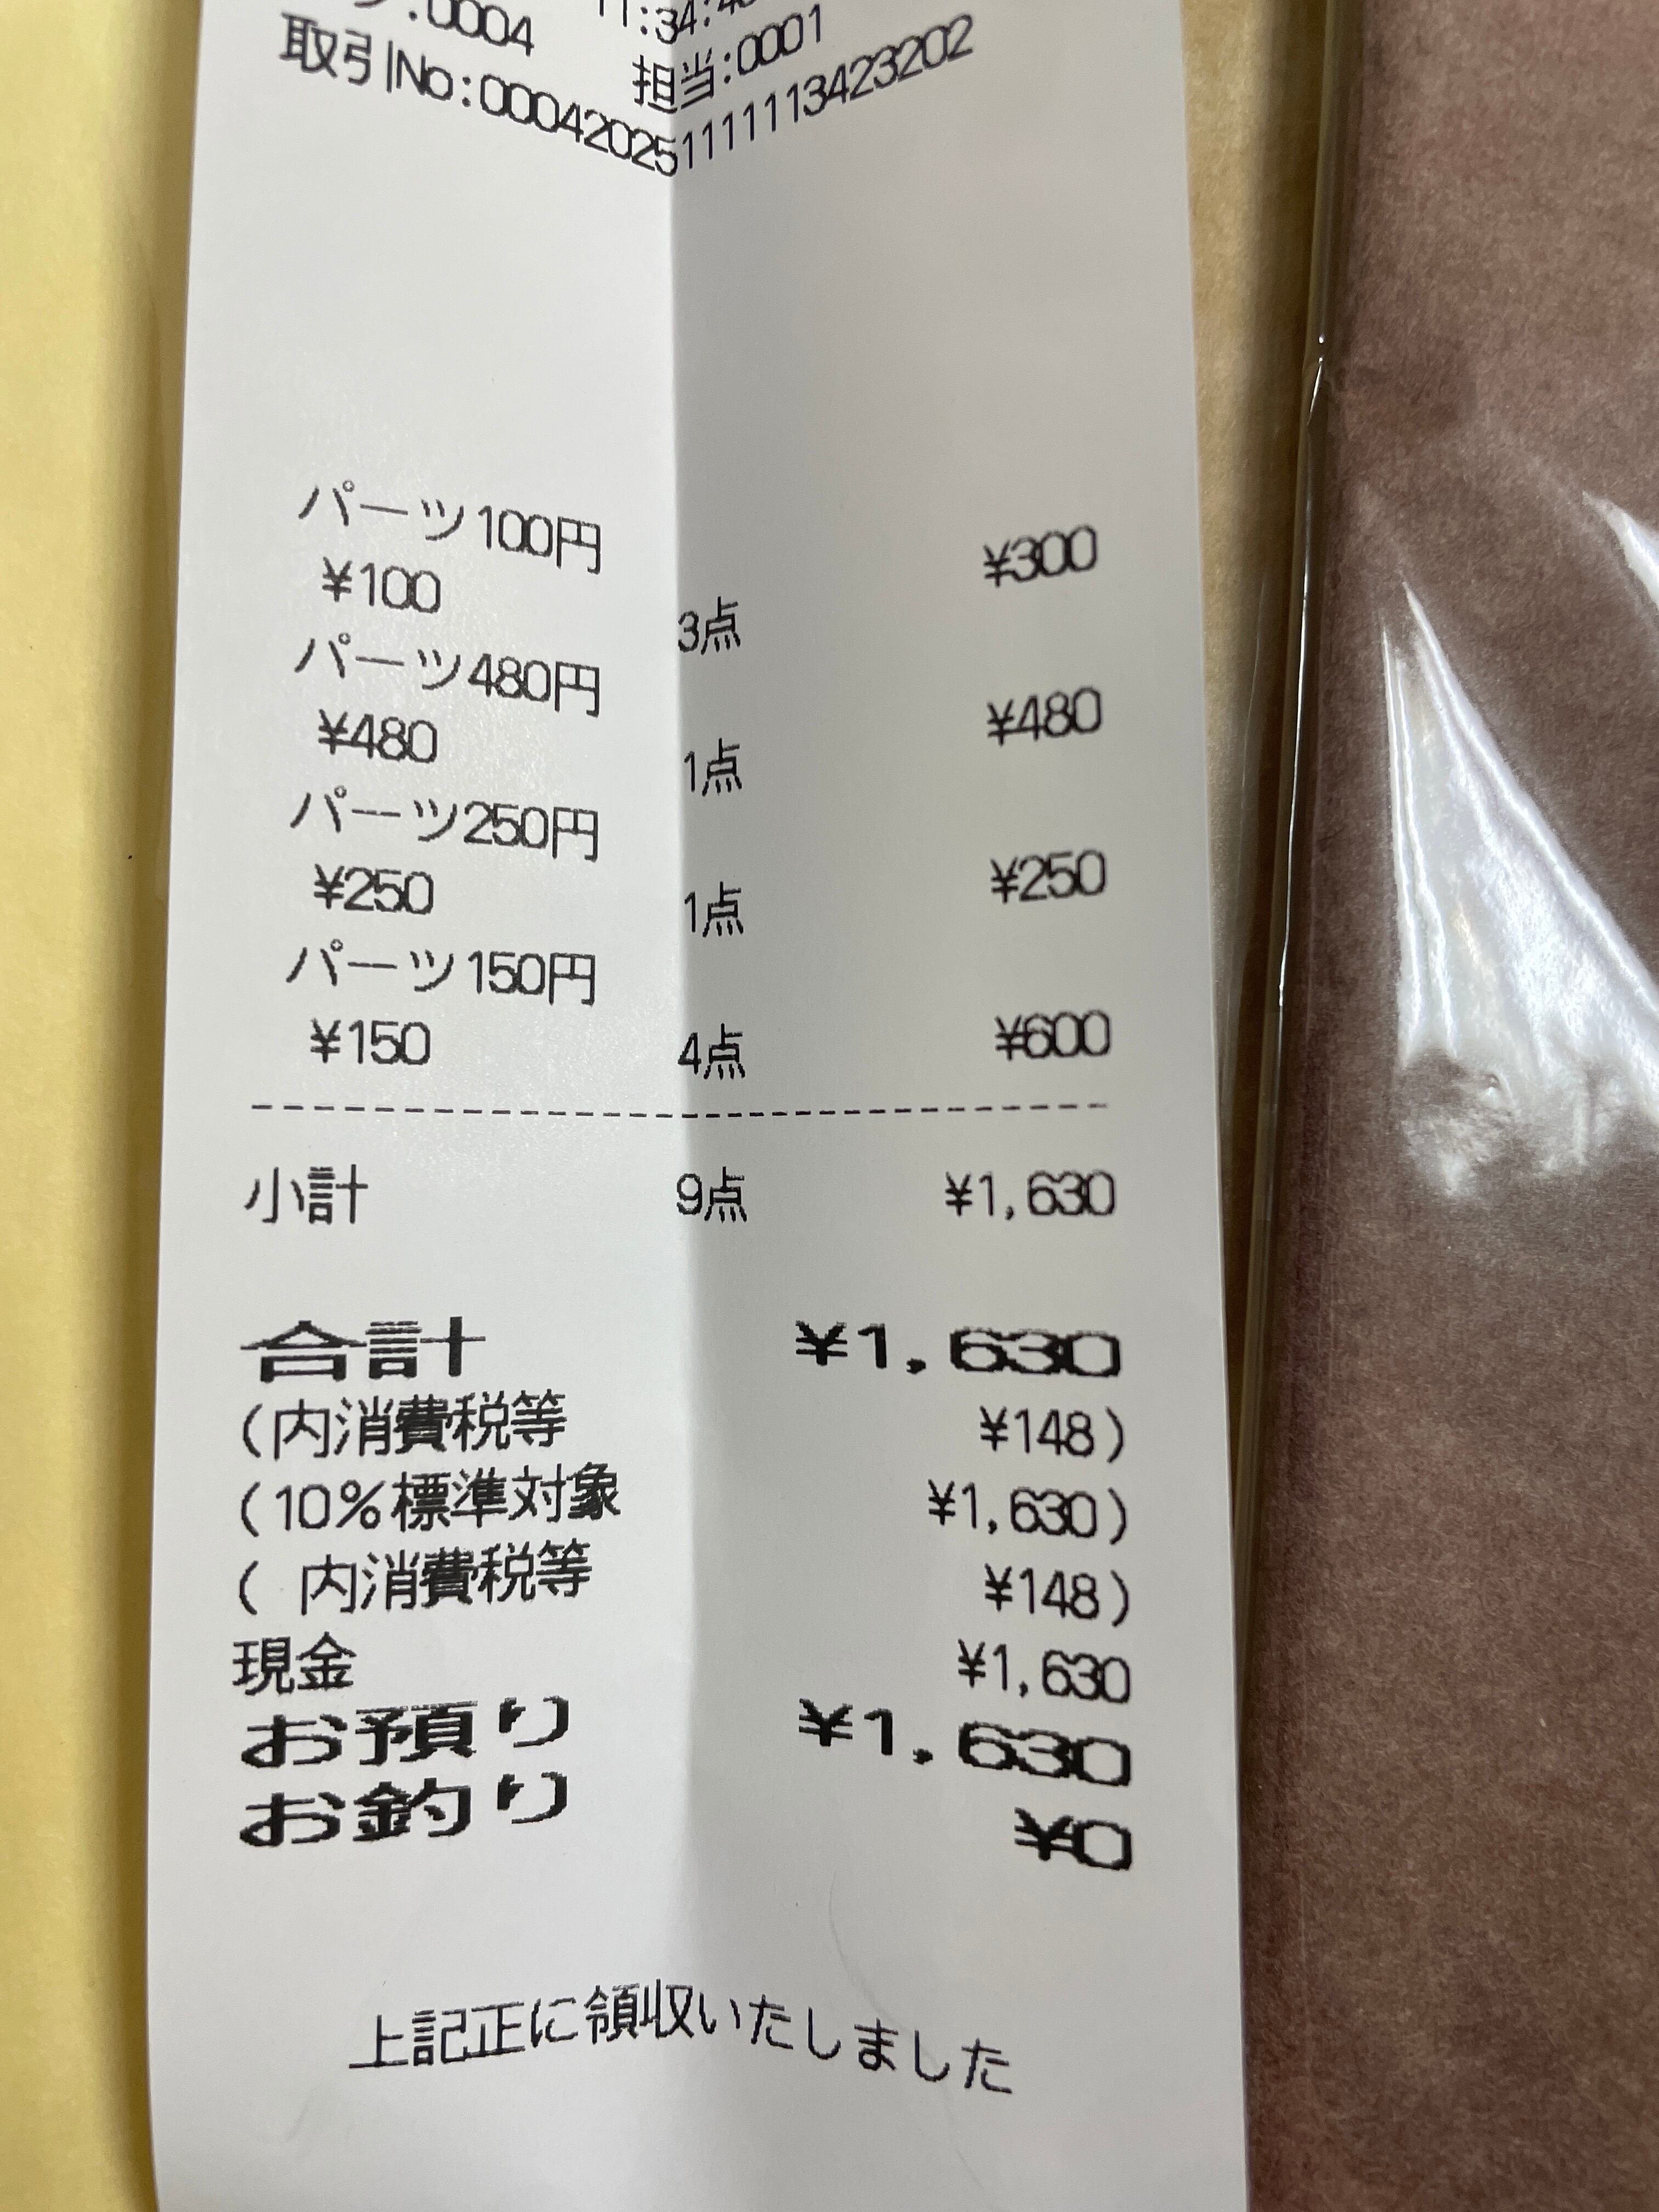 :0004
担当:0001
取引No:00042025111111342​3202
パーツ100円 ¥300
¥100 3点
パーツ480円 ¥480
¥480 1点
パーツ250円 ¥250
¥250 1点
パーツ150円 ¥600
¥150 4点
小計 9点 ¥1,630
合計 ¥1,630
(内消費税等 ¥148)
(10%標準対象 ¥1,630)
( 内消費税等 ¥148)
現金 ¥1,630
お預り ¥1,630
お釣り ¥0
上記正に領収いたしました